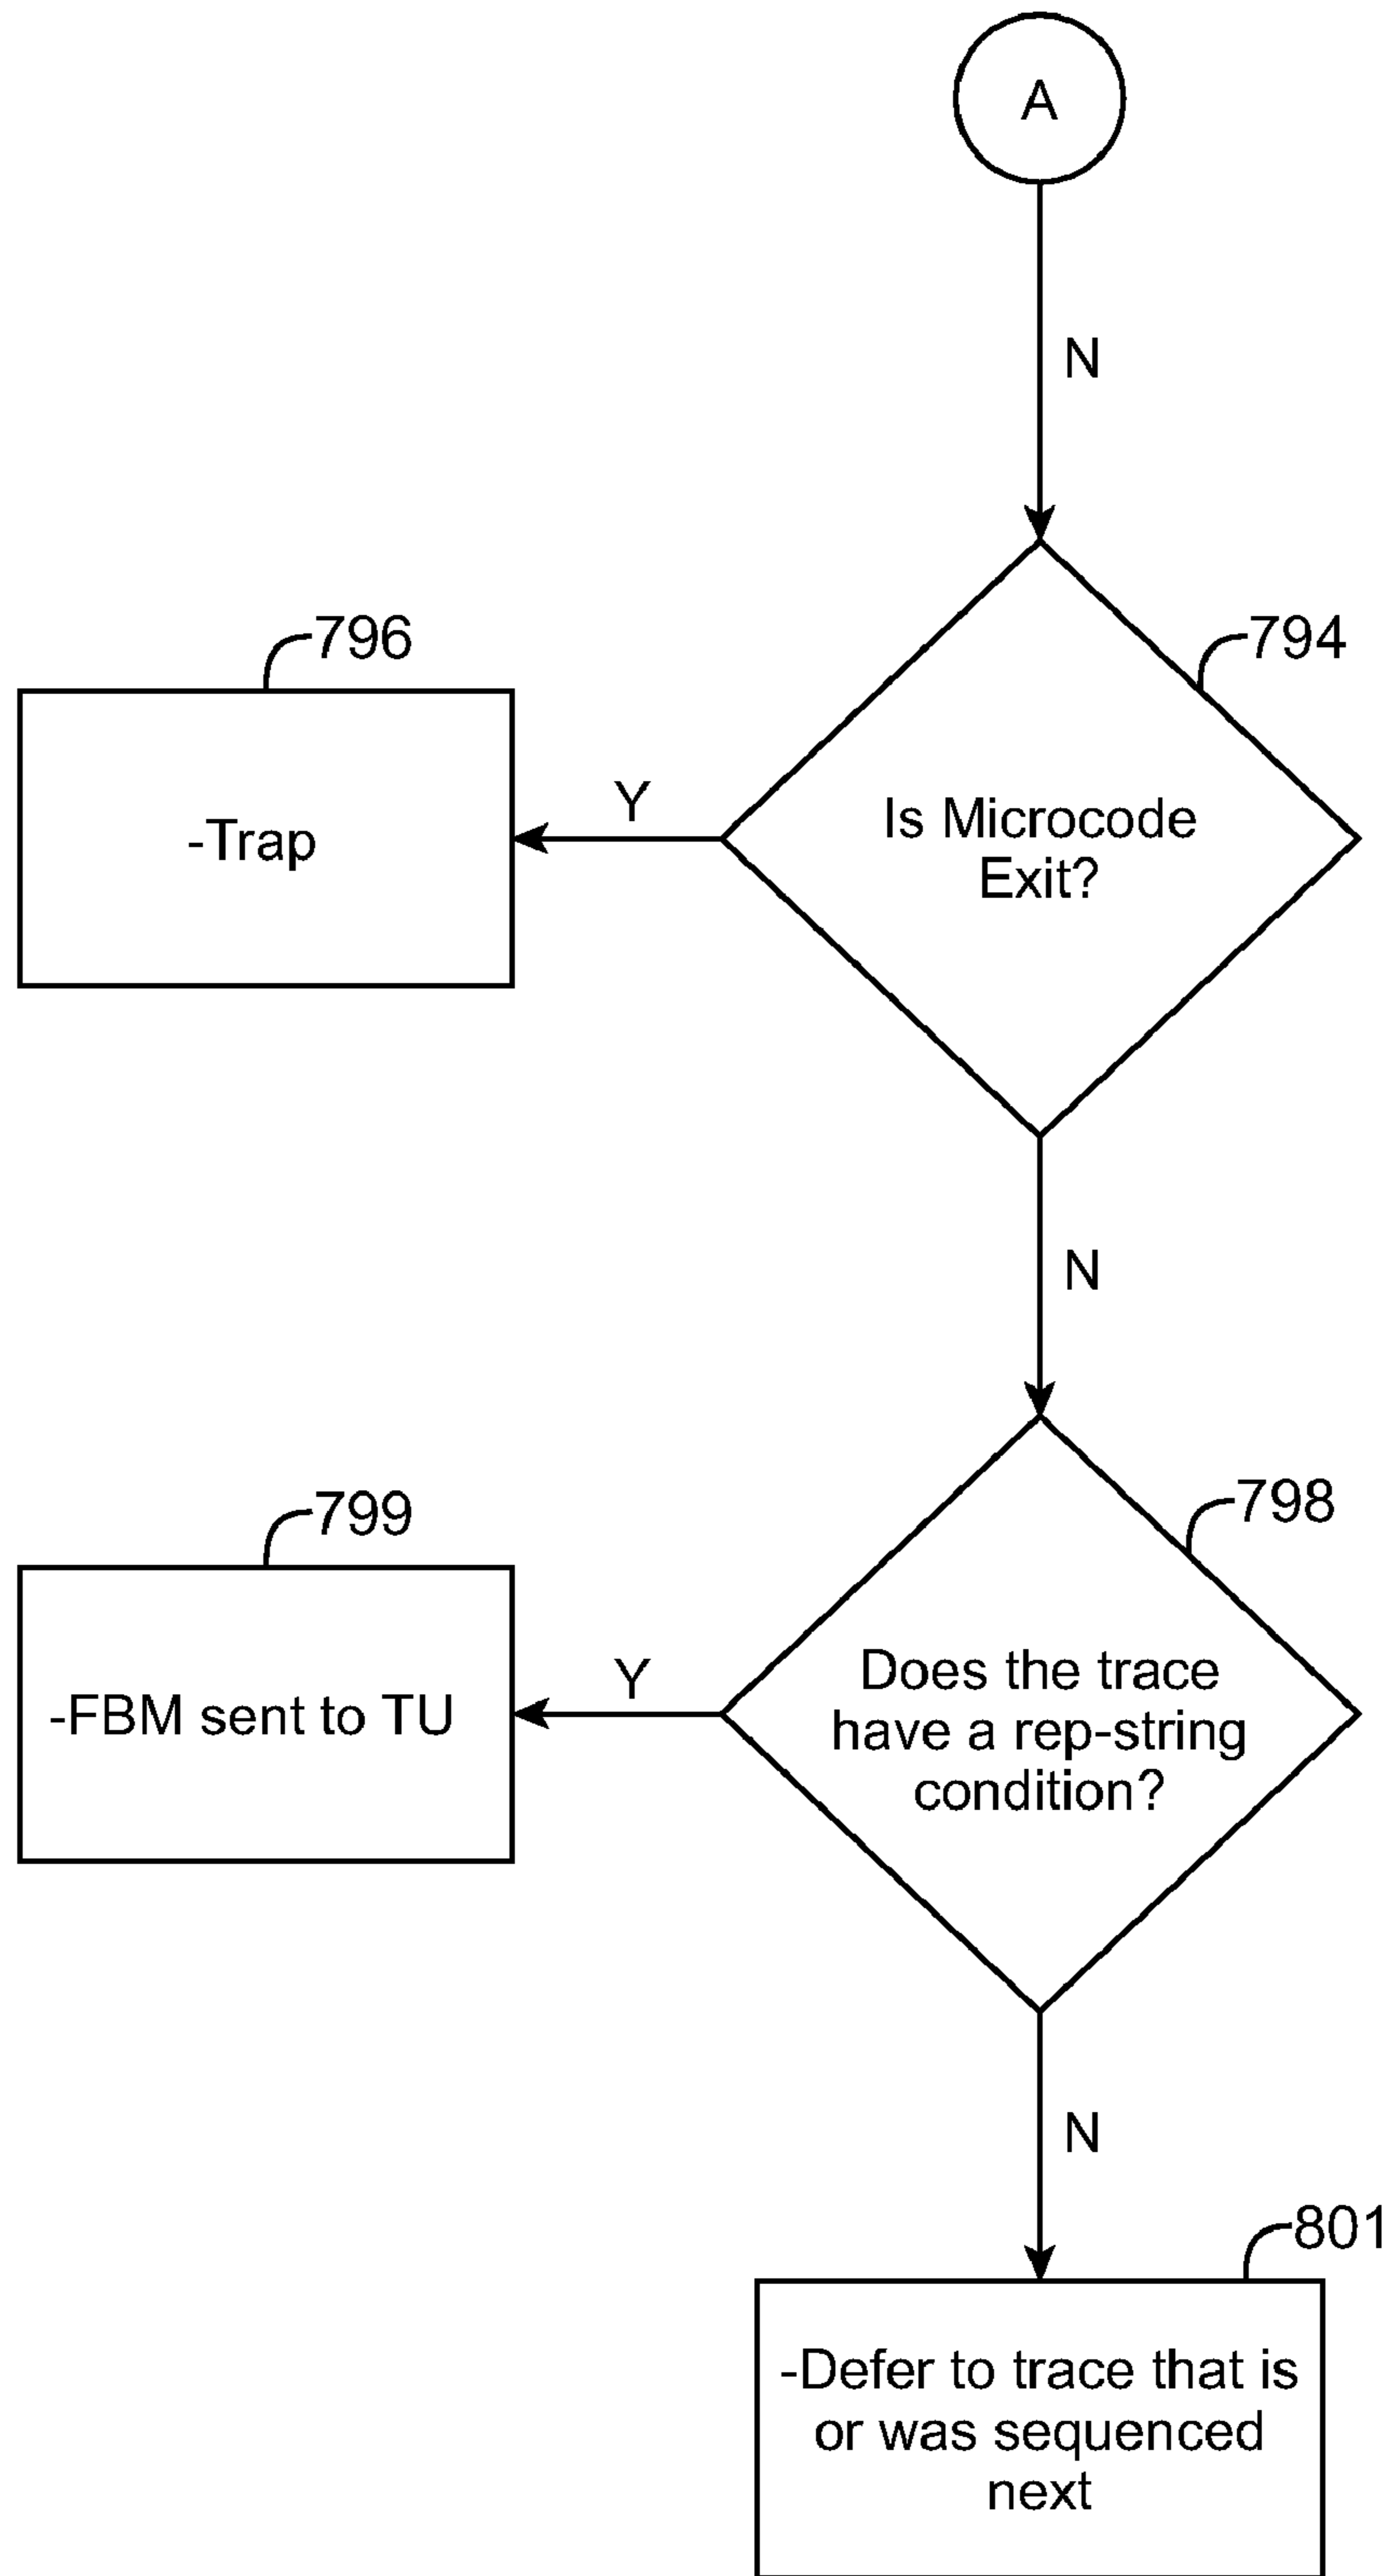 A
N
796
794
Y
-Trap
Is Microcode
Exit?
N
799
798
Y
-FBM sent to TU
Does the trace
have a rep-string
condition?
N
801
-Defer to trace that is
or was sequenced
next